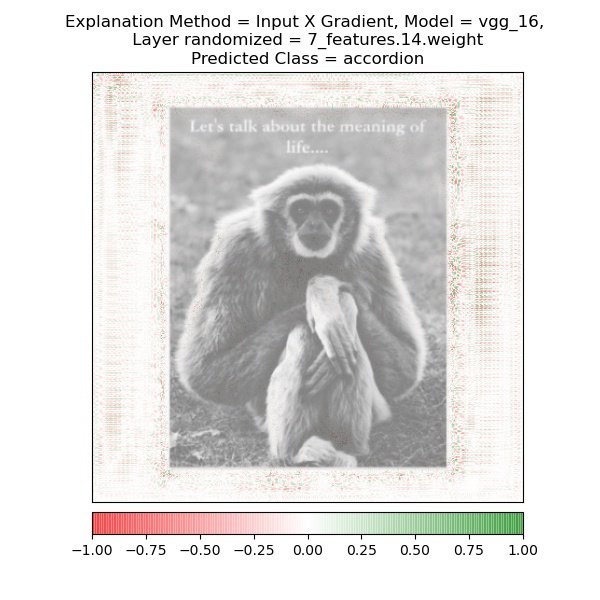 Explanation Method = Input X Gradient, Model = vgg_16,
Layer randomized = 7_features.14.weight
Predicted Class = accordion
Let's talk about the meaning of
life....
−1.00 −0.75 −0.50 −0.25 0.00 0.25 0.50 0.75 1.00